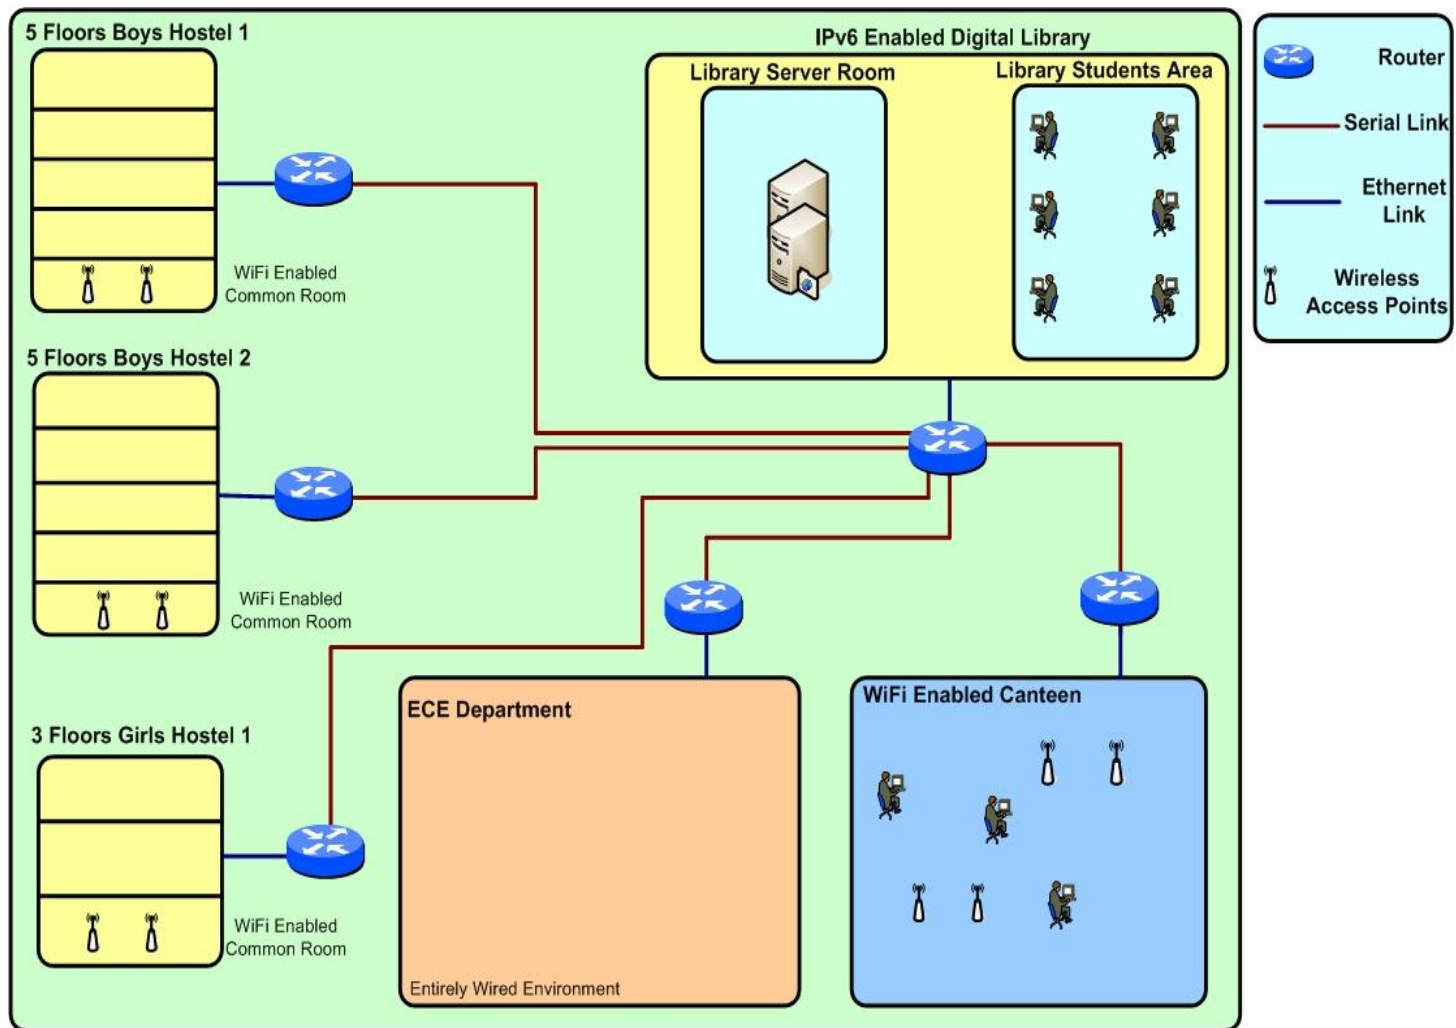 5 Floors Boys Hostel 1
WiFi Enabled
Common Room
5 Floors Boys Hostel 2
WiFi Enabled
Common Room
3 Floors Girls Hostel 1
WiFi Enabled
Common Room
IPv6 Enabled Digital Library
Library Server Room
Library Students Area
ECE Department
Entirely Wired Environment
WiFi Enabled Canteen
Router
Serial Link
Ethernet
Link
Wireless
Access Points